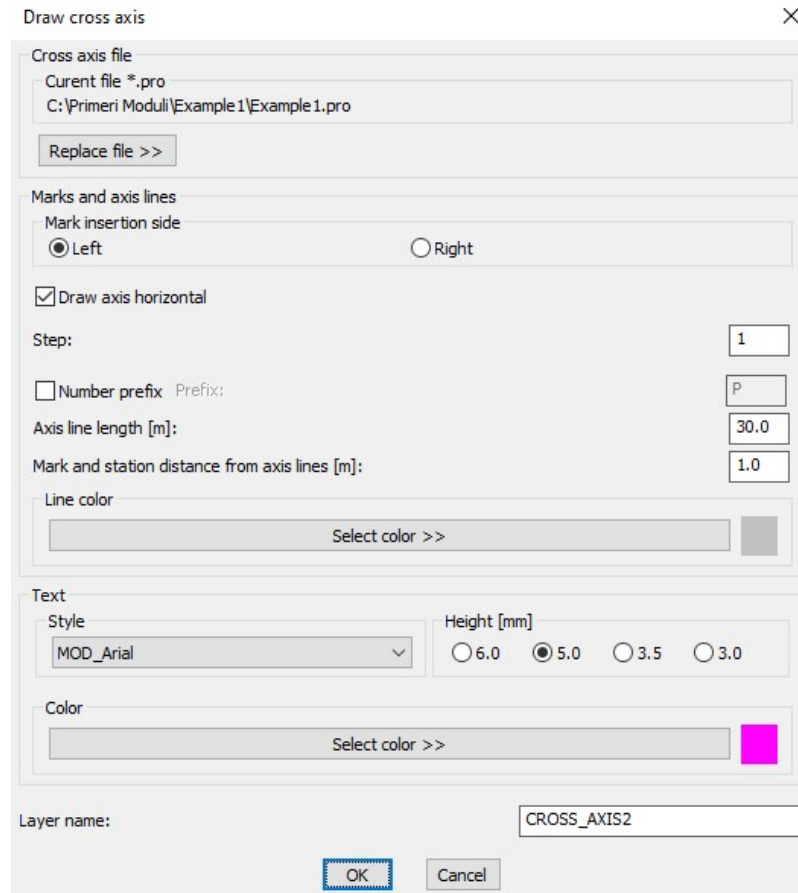 Draw cross axis
Cross axis file
Curent file *.pro
C:\Primeri Moduli\Example1\Example1.pro
Replace file >>
Marks and axis lines
Mark insertion side
Left Right
Draw axis horizontal
Step: 1
Number prefix Prefix: P
Axis line length [m]: 30.0
Mark and station distance from axis lines [m]: 1.0
Line color
Select color >>
Text
Style Height [mm]
MOD_Arial 6.0 5.0 3.5 3.0
Color
Select color >>
Layer name: CROSS_AXIS2
OK Cancel